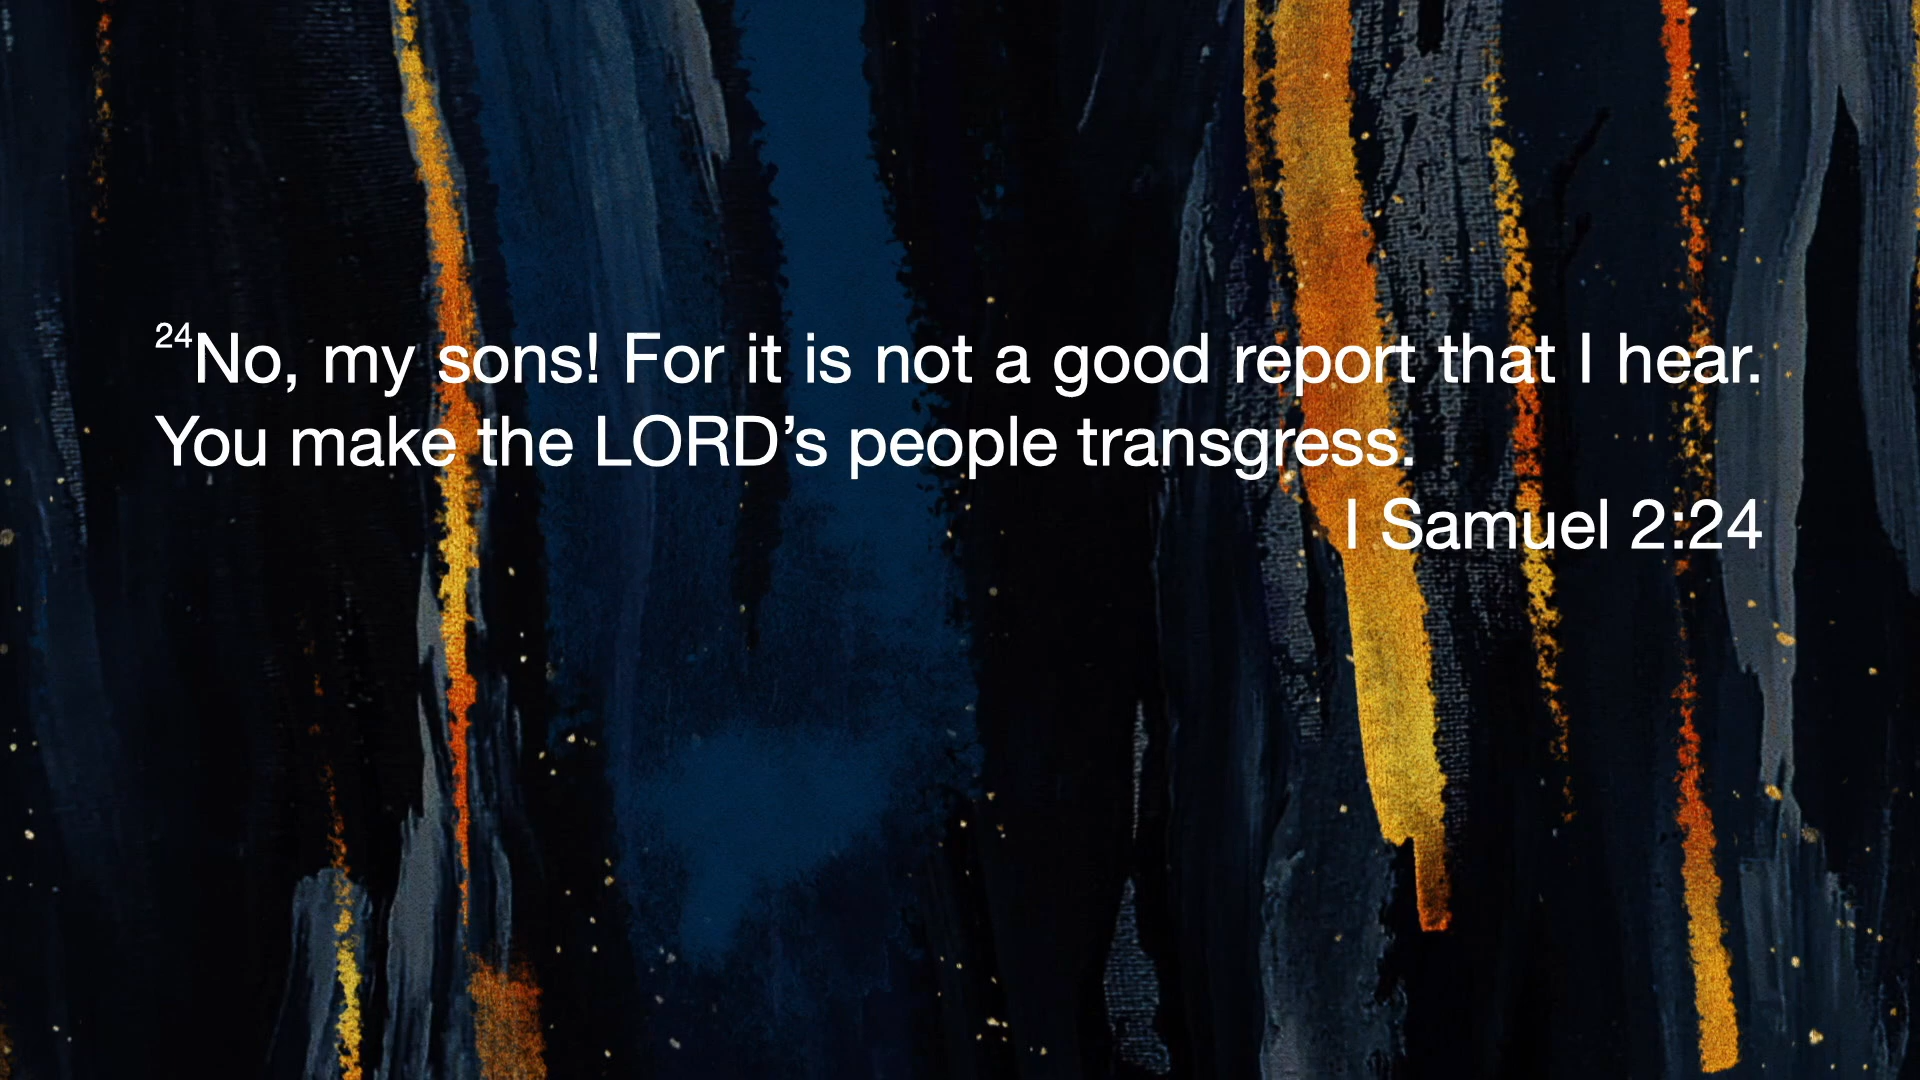 24No, my sons! For it is not a good report that I hear.
You make the LORD’s people transgress.
I Samuel 2:24